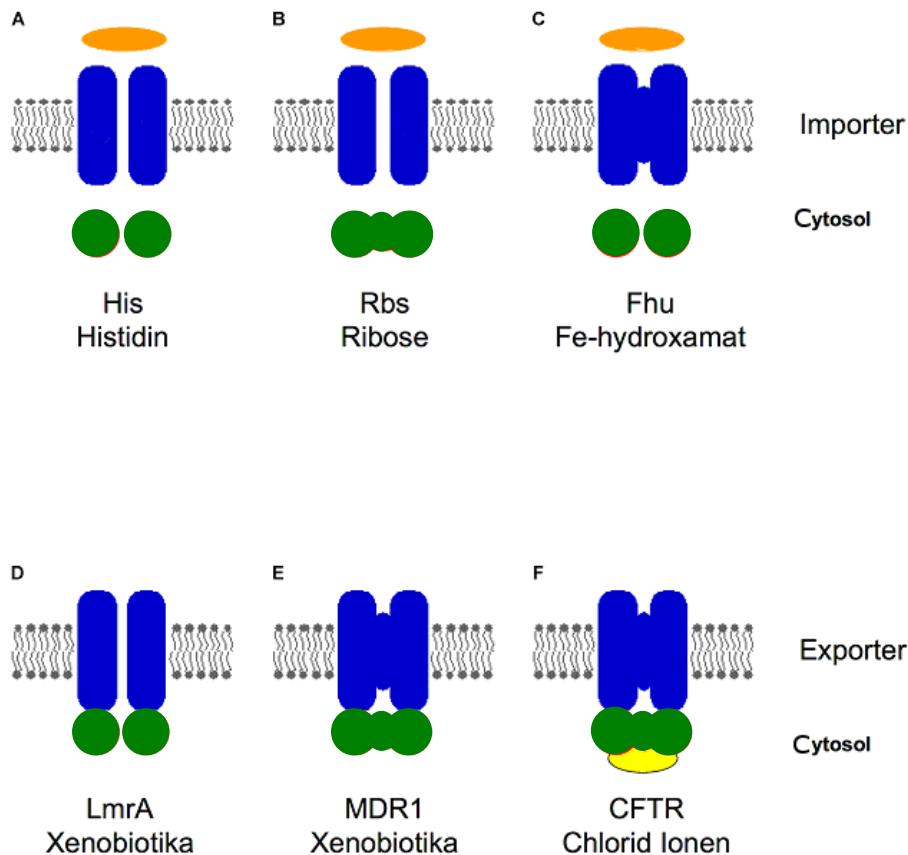 A
B
C
Importer
Cytosol
His
Histidin
Rbs
Ribose
Fhu
Fe-hydroxamat
D
E
F
Exporter
Cytosol
LmrA
Xenobiotika
MDR1
Xenobiotika
CFTR
Chlorid Ionen